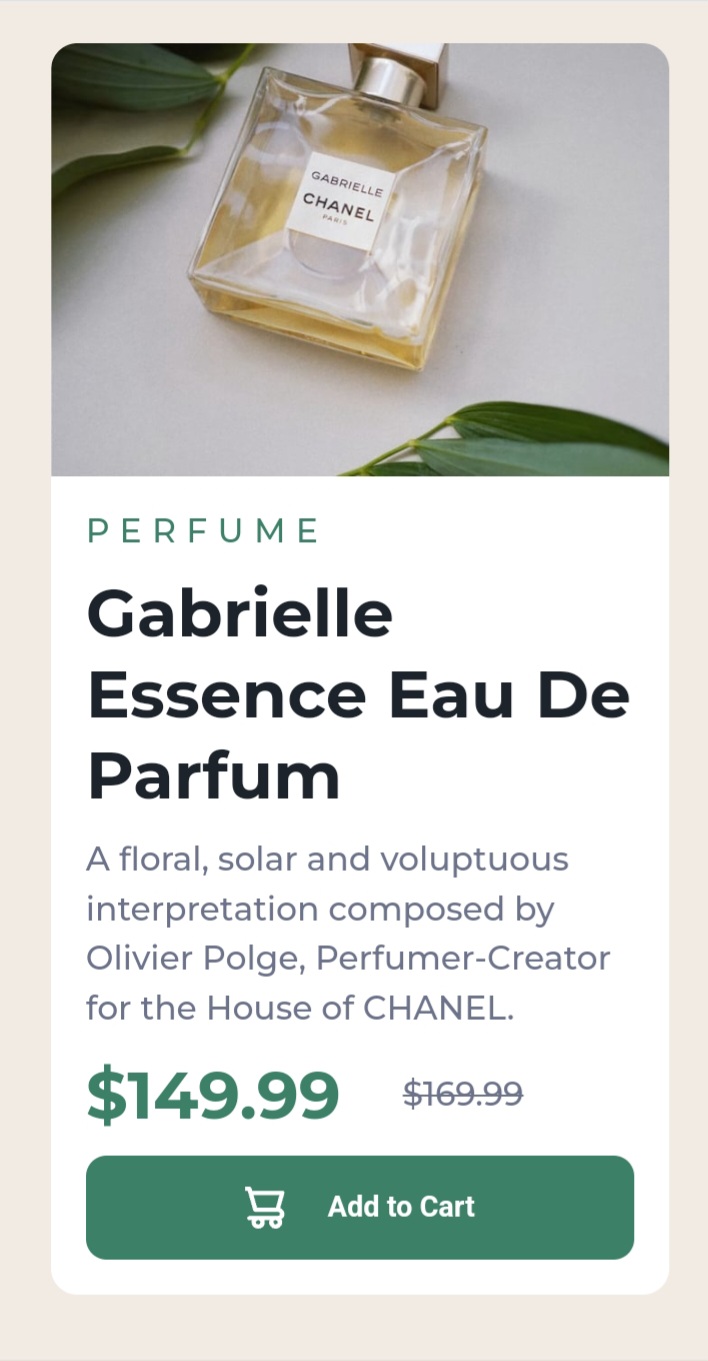 GABRIELLE
CHANEL
PARIS
PERFUME
Gabrielle
Essence Eau De
Parfum
A floral, solar and voluptuous
interpretation composed by
Olivier Polge, Perfumer-Creator
for the House of CHANEL.
$149.99 $169.99
Add to Cart